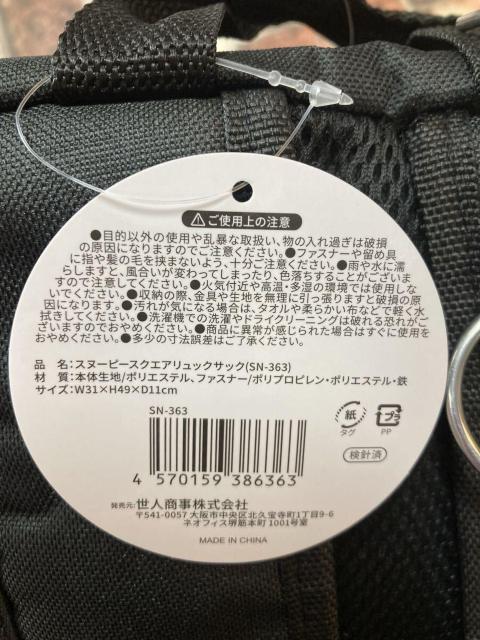 ご使用上の注意
●目的以外の使用や乱暴な取扱い、物の入れ過ぎは破損
の原因になりますのでご注意ください。●ファスナーや留め具
に指や髪の毛を挟まないよう、十分ご注意ください。●雨や水に濡
らしますと、風合いが変わってしまったり、色落ちすることがございま
すので注意してください。●火気付近や高温・多湿の環境では使用しな
いでください。●収納の際、金具や生地を無理に引っ張りますと破損の原
因になります。●汚れが気になる場合は、タオルや柔らかい布などで軽く水
拭きしてください。●洗濯機での洗濯やドライクリーニングは破れる恐れがご
ざいますのでおやめください。●商品に異常が感じられた場合はすぐに使用を
おやめください。●多少の寸法誤差はご了承ください。
品名:スヌーピースクエアリュックサック(SN-363)
材質:本体生地/ポリエステル、ファスナー/ポリプロピレン・ポリエステル・鉄
サイズ:W31×H49×D11cm
SN-363
4 570159 386363
紙
タグ
プラ
PP
検針済
発売元:世人商事株式会社
〒541-0057 大阪市中央区北久宝寺町1丁目9-6
ネオフィス堺筋本町 1001号室
MADE IN CHINA